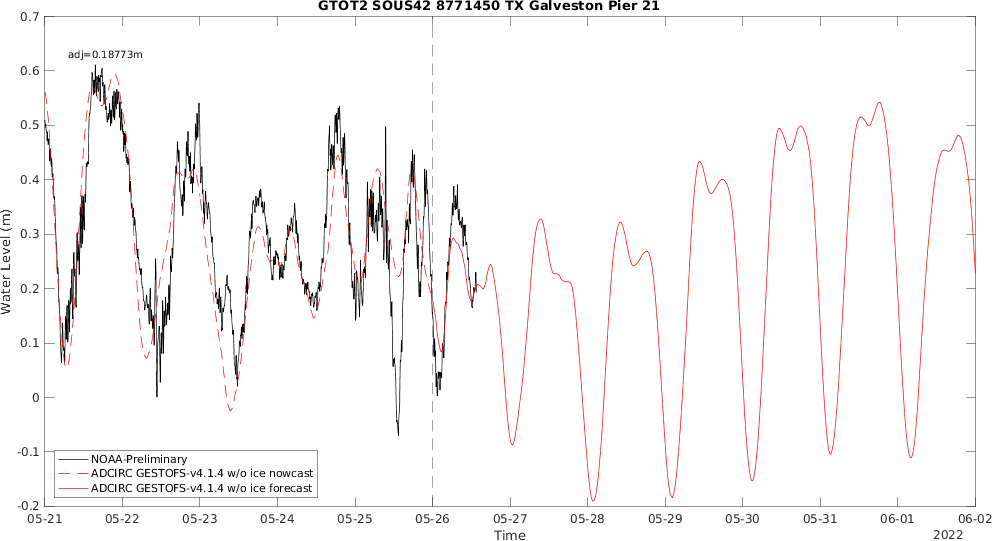 GTOT2 SOUS42 8771450 TX Galveston Pier 21
0.7
0.6
0.5
0.4
0.3
0.2
0.1
0
-0.1
-0.2
Water Level (m)
adj=0.18773m
NOAA-Preliminary
ADCIRC GESTOFS-v4.1.4 w/o ice nowcast
ADCIRC GESTOFS-v4.1.4 w/o ice forecast
05-21 05-22 05-23 05-24 05-25 05-26 05-27 05-28 05-29 05-30 05-31 06-01 06-02
Time
2022